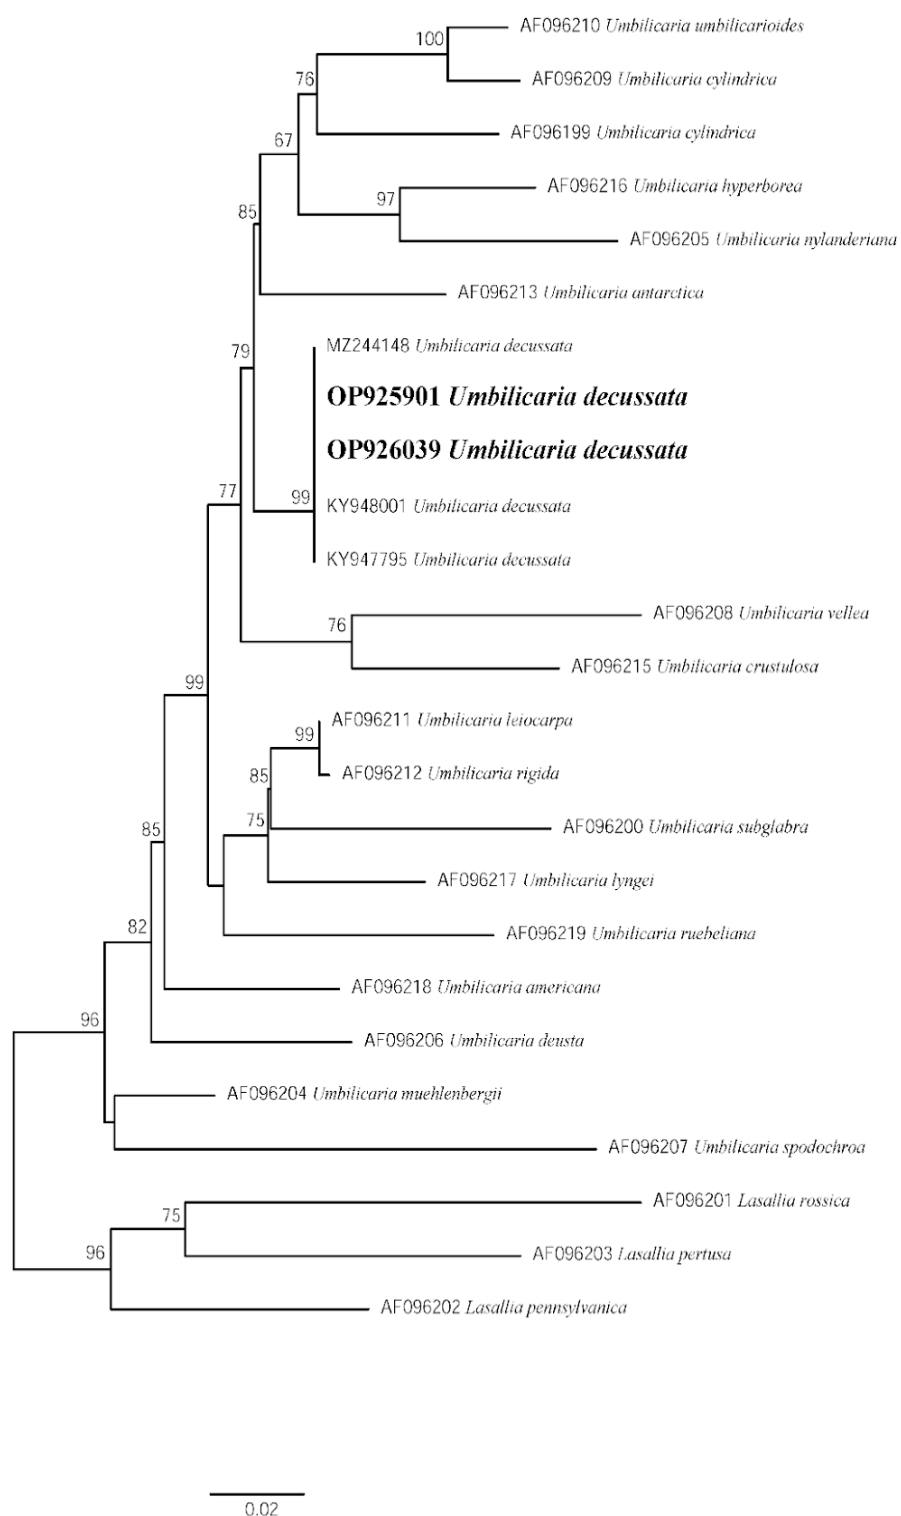 AF096210 Umbilicaria umbilicarioides
100
AF096209 Umbilicaria cylindrica
76
AF096199 Umbilicaria cylindrica
67
AF096216 Umbilicaria hyperborea
97
AF096205 Umbilicaria nylanderiana
85
AF096213 Umbilicaria antarctica
MZ244148 Umbilicaria decussata
79
OP925901 Umbilicaria decussata
OP926039 Umbilicaria decussata
77
99
KY948001 Umbilicaria decussata
KY947795 Umbilicaria decussata
AF096208 Umbilicaria vellea
76
AF096215 Umbilicaria crustulosa
99
AF096211 Umbilicaria leiocarpa
99
AF096212 Umbilicaria rigida
85
75
AF096200 Umbilicaria subglabra
85
AF096217 Umbilicaria lyngei
82
AF096219 Umbilicaria ruebeliana
AF096218 Umbilicaria americana
96
AF096206 Umbilicaria deusta
AF096204 Umbilicaria muehlenbergii
AF096207 Umbilicaria spodochroa
AF096201 Lasallia rossica
75
AF096203 Lasallia pertusa
96
AF096202 Lasallia pennsylvanica
0.02